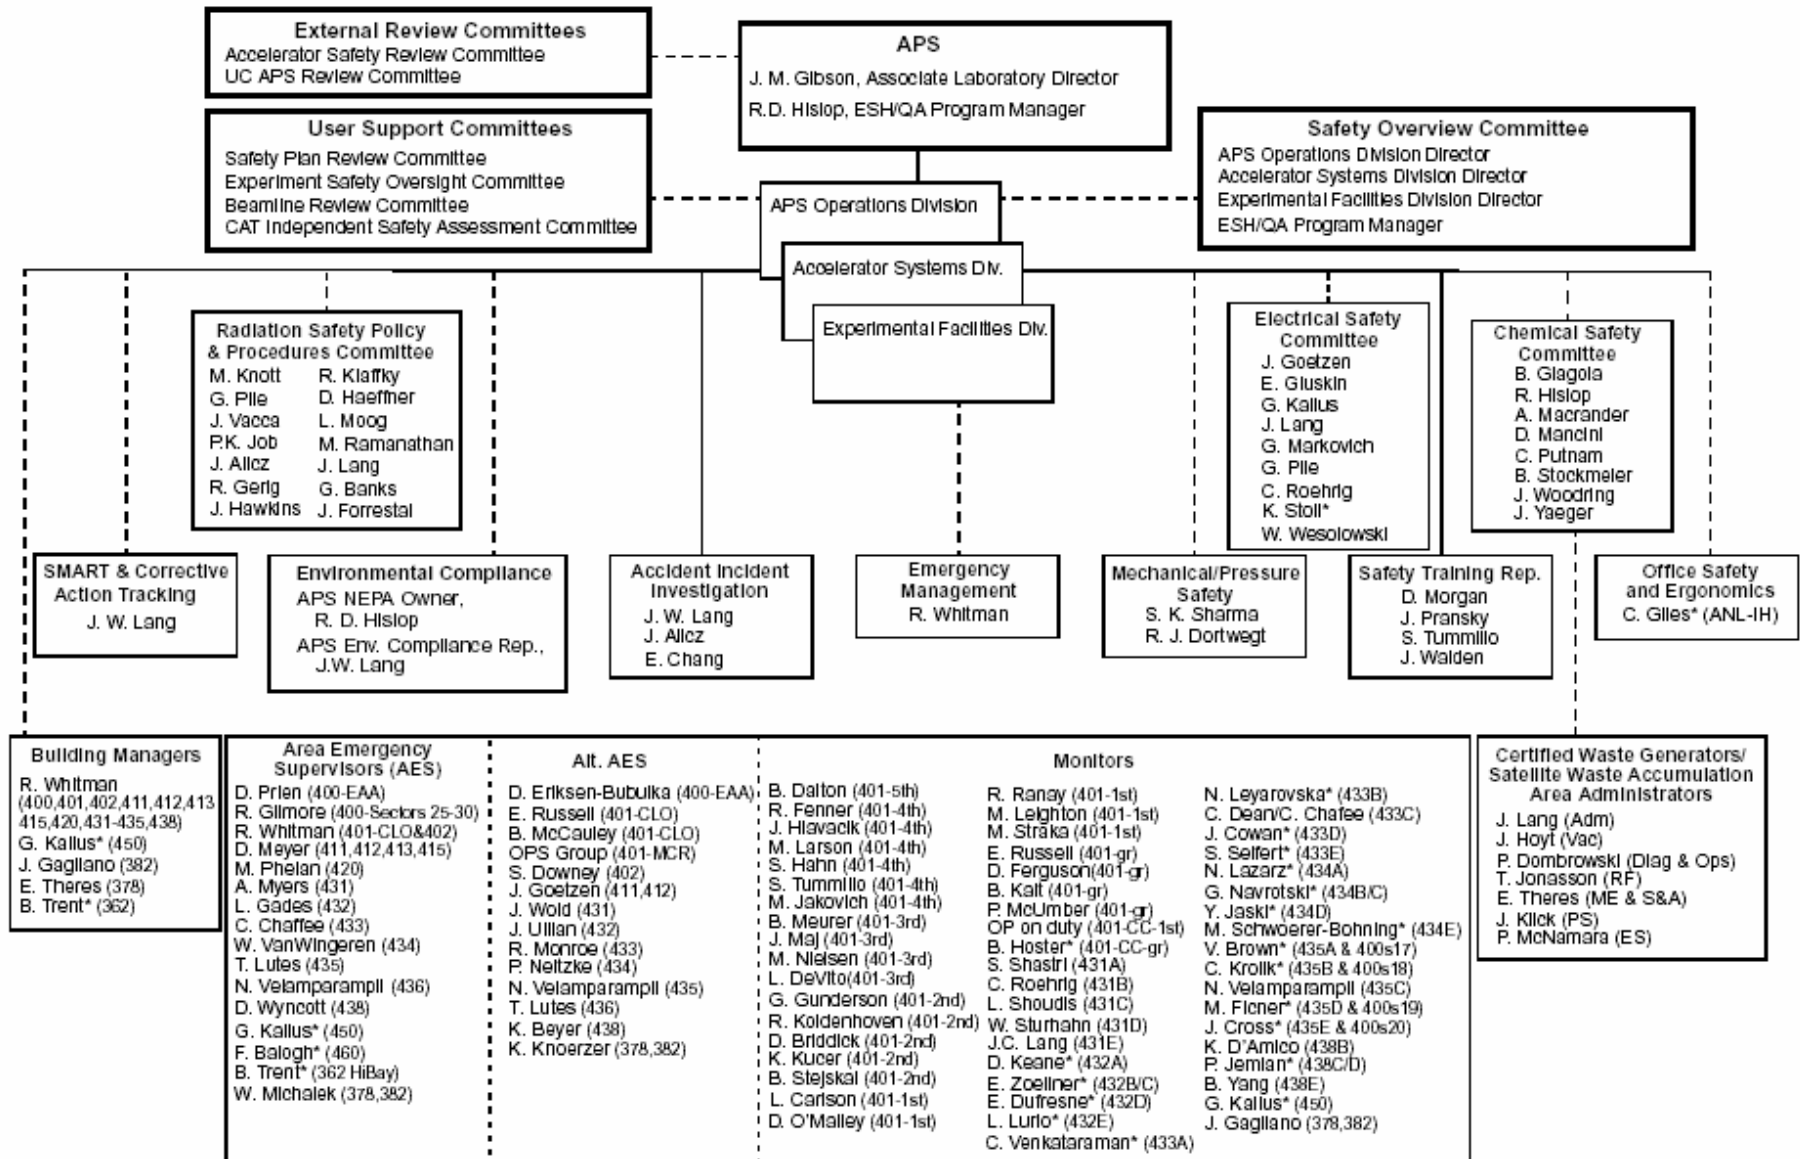 External Review Committees
Accelerator Safety Review Committee
UC APS Review Committee
APS
J. M. Gibson, Associate Laboratory Director
R.D. Hislop, ESH/QA Program Manager
User Support Committees
Safety Plan Review Committee
Experiment Safety Oversight Committee
Beamline Review Committee
CAT Independent Safety Assessment Committee
Safety Overview Committee
APS Operations Division Director
Accelerator Systems Division Director
Experimental Facilities Division Director
ESH/QA Program Manager
APS Operations Division
Accelerator Systems Div.
Experimental Facilities Div.
Radiation Safety Policy
& Procedures Committee
M. Knott R. Klaffky
G. Pile D. Haeffner
J. Vacca L. Moog
P.K. Job M. Ramanathan
J. Alicz J. Lang
R. Gerig G. Banks
J. Hawkins J. Forrestal
Electrical Safety
Committee
J. Goetzen
E. Gluskin
G. Kailus
J. Lang
G. Markovich
G. Pile
C. Roehrig
K. Stoll*
W. Wesolowski
Chemical Safety
Committee
B. Glagola
R. Hislop
A. Macrander
D. Mancini
C. Putnam
B. Stockmeier
J. Woodring
J. Yaeger
SMART & Corrective
Action Tracking
J. W. Lang
Environmental Compliance
APS NEPA Owner,
R. D. Hislop
APS Env. Compliance Rep.,
J.W. Lang
Accident Incident
Investigation
J. W. Lang
J. Alicz
E. Chang
Emergency
Management
R. Whitman
Mechanical/Pressure
Safety
S. K. Sharma
R. J. Dortwegt
Safety Training Rep.
D. Morgan
J. Pransky
S. Tummillo
J. Walden
Office Safety
and Ergonomics
C. Giles* (ANL-IH)
Building Managers
R. Whitman
(400,401,402,411,412,413
415,420,431-435,438)
G. Kailus* (450)
J. Gagliano (382)
E. Theres (378)
B. Trent* (362)
Area Emergency
Supervisors (AES)
D. Prien (400-EAA)
R. Gilmore (400-Sectors 25-30)
R. Whitman (401-CLO&402)
D. Meyer (411,412,413,415)
M. Phelan (420)
A. Myers (431)
L. Gades (432)
C. Chaffee (433)
W. VanWingeren (434)
T. Lutes (435)
N. Velamparampil (436)
D. Wyncott (438)
G. Kailus* (450)
F. Balogh* (460)
B. Trent* (362 HiBay)
W. Michalek (378,382)
Alt. AES
D. Eriksen-Bubulka (400-EAA)
E. Russell (401-CLO)
B. McCauley (401-CLO)
OPS Group (401-MCR)
S. Downey (402)
J. Goetzen (411,412)
J. Wold (431)
J. Ulllan (432)
R. Monroe (433)
P. Neitzke (434)
N. Velamparampil (435)
T. Lutes (436)
K. Beyer (438)
K. Knoerzer (378,382)
Monitors
B. Dalton (401-5th)
R. Fenner (401-4th)
J. Hlavacik (401-4th)
M. Larson (401-4th)
S. Hahn (401-4th)
S. Tummillo (401-4th)
M. Jakovich (401-4th)
B. Meurer (401-3rd)
J. Maj (401-3rd)
M. Nielsen (401-3rd)
L. DeVito(401-3rd)
G. Gunderson (401-2nd)
R. Koldenhoven (401-2nd)
D. Briddick (401-2nd)
K. Kucer (401-2nd)
B. Stejskal (401-2nd)
L. Carlson (401-1st)
D. O'Malley (401-1st)
R. Ranay (401-1st)
M. Leighton (401-1st)
M. Straka (401-1st)
E. Russell (401-gr)
D. Ferguson(401-gr)
B. Kalt (401-gr)
P. McUmber (401-gr)
OP on duty (401-CC-1st)
B. Hoster* (401-CC-gr)
S. Shastri (431A)
C. Roehrig (431B)
L. Shoudis (431C)
W. Sturhahn (431D)
J.C. Lang (431E)
D. Keane* (432A)
E. Zoellner* (432B/C)
E. Dufresne* (432D)
L. Lurio* (432E)
C. Venkataraman* (433A)
N. Leyarovska* (433B)
C. Dean/C. Chafee (433C)
J. Cowan* (433D)
S. Seifert* (433E)
N. Lazarz* (434A)
G. Navrotski* (434B/C)
Y. Jaski* (434D)
M. Schwoerer-Bohning* (434E)
V. Brown* (435A & 400s17)
C. Krolik* (435B & 400s18)
N. Velamparampil (435C)
M. Ficner* (435D & 400s19)
J. Cross* (435E & 400s20)
K. D'Amico (438B)
P. Jemian* (438C/D)
B. Yang (438E)
G. Kailus* (450)
J. Gagliano (378,382)
Certified Waste Generators/
Satellite Waste Accumulation
Area Administrators
J. Lang (Adm)
J. Hoyt (Vac)
P. Dombrowski (Diag & Ops)
T. Jonasson (RF)
E. Theres (ME & S&A)
J. Klick (PS)
P. McNamara (ES)